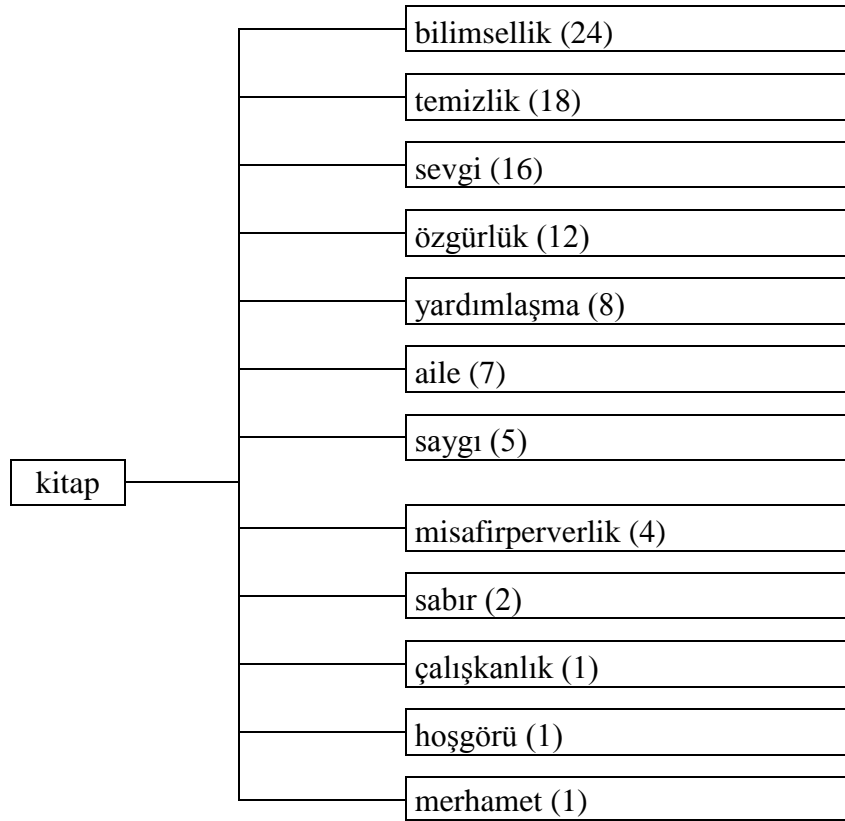 bilimsellik (24)
temizlik (18)
sevgi (16)
özgürlük (12)
yardımlaşma (8)
aile (7)
saygı (5)
kitap
misafirperverlik (4)
sabır (2)
çalışkanlık (1)
hoşgörü (1)
merhamet (1)